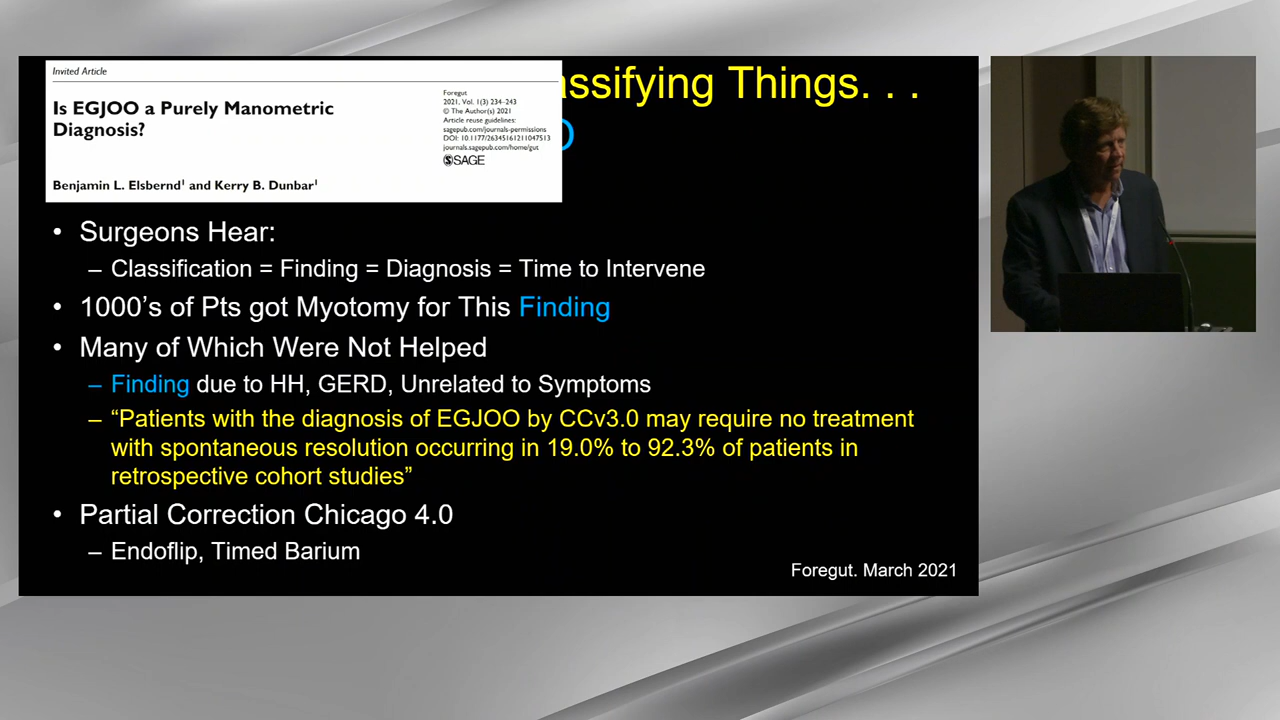 Invited Article
Is EGJOO a Purely Manometric
Diagnosis?
Foregut
2021, Vol. 1(3) 234–243
© The Author(s) 2021
Article reuse guidelines:
sagepub.com/journals-permissions
DOI: 10.1177/26345161211047513
journals.sagepub.com/home/gut
SAGE
Benjamin L. Elsbernd¹ and Kerry B. Dunbar¹
Things. . .
• Surgeons Hear:
– Classification = Finding = Diagnosis = Time to Intervene
• 1000’s of Pts got Myotomy for This Finding
• Many of Which Were Not Helped
– Finding due to HH, GERD, Unrelated to Symptoms
– “Patients with the diagnosis of EGJOO by CCv3.0 may require no treatment
with spontaneous resolution occurring in 19.0% to 92.3% of patients in
retrospective cohort studies”
• Partial Correction Chicago 4.0
– Endoflip, Timed Barium
Foregut. March 2021